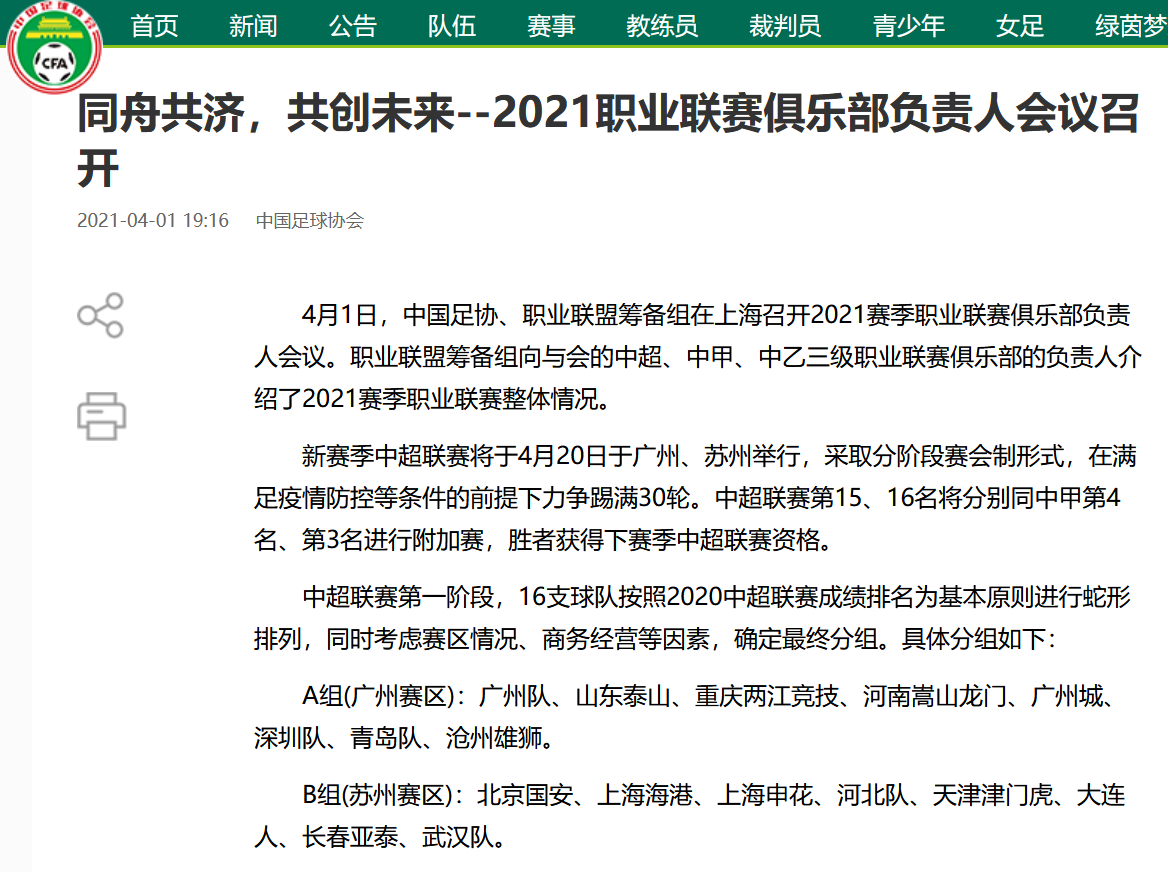 中国足球协会
CFA
首页 新闻 公告 队伍 赛事 教练员 裁判员 青少年 女足 绿茵梦
同舟共济，共创未来--2021职业联赛俱乐部负责人会议召
开
2021-04-01 19:16 中国足球协会
4月1日，中国足协、职业联盟筹备组在上海召开2021赛季职业联赛俱乐部负责
人会议。职业联盟筹备组向与会的中超、中甲、中乙三级职业联赛俱乐部的负责人介
绍了2021赛季职业联赛整体情况。
新赛季中超联赛将于4月20日于广州、苏州举行，采取分阶段赛会制形式，在满
足疫情防控等条件的前提下力争踢满30轮。中超联赛第15、16名将分别同中甲第4
名、第3名进行附加赛，胜者获得下赛季中超联赛资格。
中超联赛第一阶段，16支球队按照2020中超联赛成绩排名为基本原则进行蛇形
排列，同时考虑赛区情况、商务经营等因素，确定最终分组。具体分组如下：
A组(广州赛区)：广州队、山东泰山、重庆两江竞技、河南嵩山龙门、广州城、
深圳队、青岛队、沧州雄狮。
B组(苏州赛区)：北京国安、上海海港、上海申花、河北队、天津津门虎、大连
人、长春亚泰、武汉队。